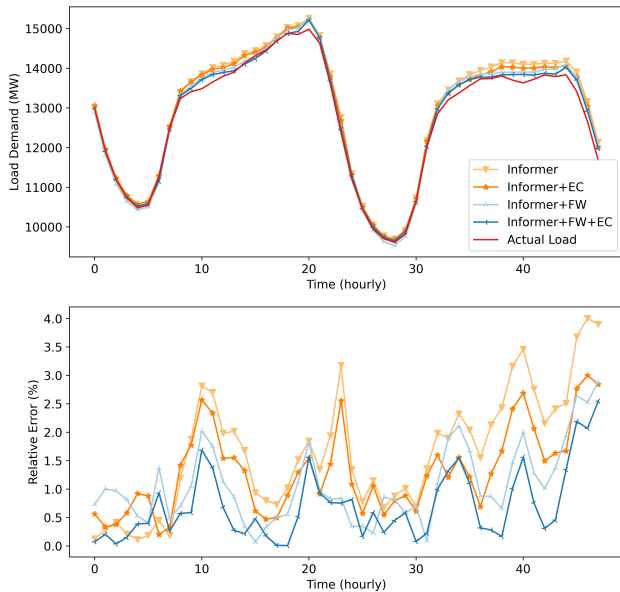 Load Demand (MW)
15000
14000
13000
12000
11000
10000
Informer
Informer+EC
Informer+FW
Informer+FW+EC
Actual Load
0
10
20
30
40
Time (hourly)
Relative Error (%)
4.0
3.5
3.0
2.5
2.0
1.5
1.0
0.5
0.0
0
10
20
30
40
Time (hourly)